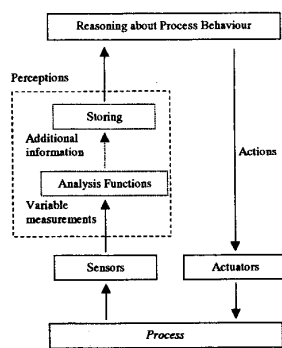 Reasoning about Process Behaviour
Perceptions
Storing
Additional
information
Actions
Analysis Functions
Variable
measurements
Sensors
Actuators
Process